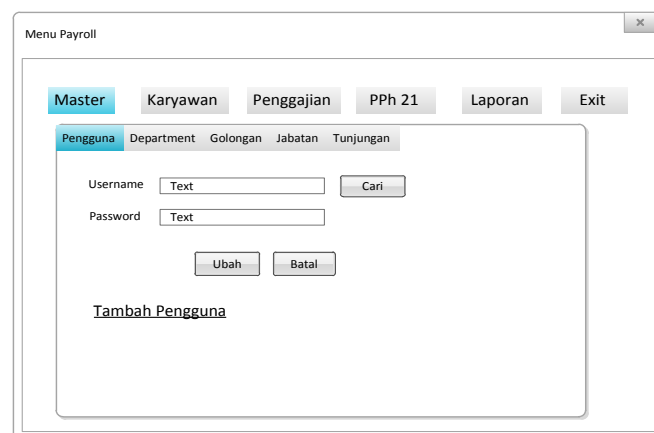 Menu Payroll
Master Karyawan Penggajian PPh 21 Laporan Exit
Pengguna Department Golongan Jabatan Tunjungan
Username Text Cari
Password Text
Ubah Batal
Tambah Pengguna